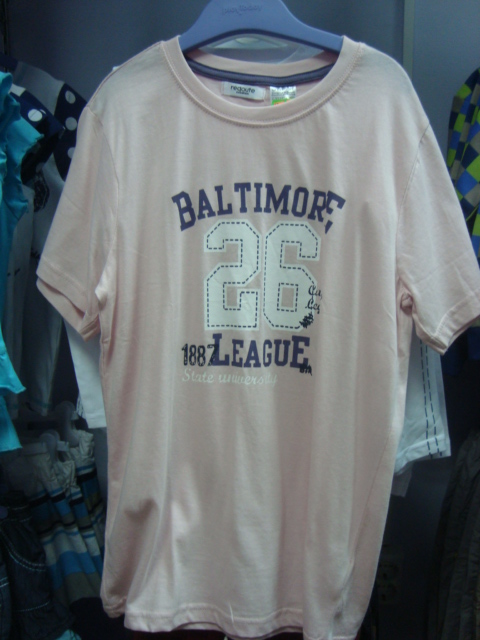 BALTIMORE
26
1887 LEAGUE
State university